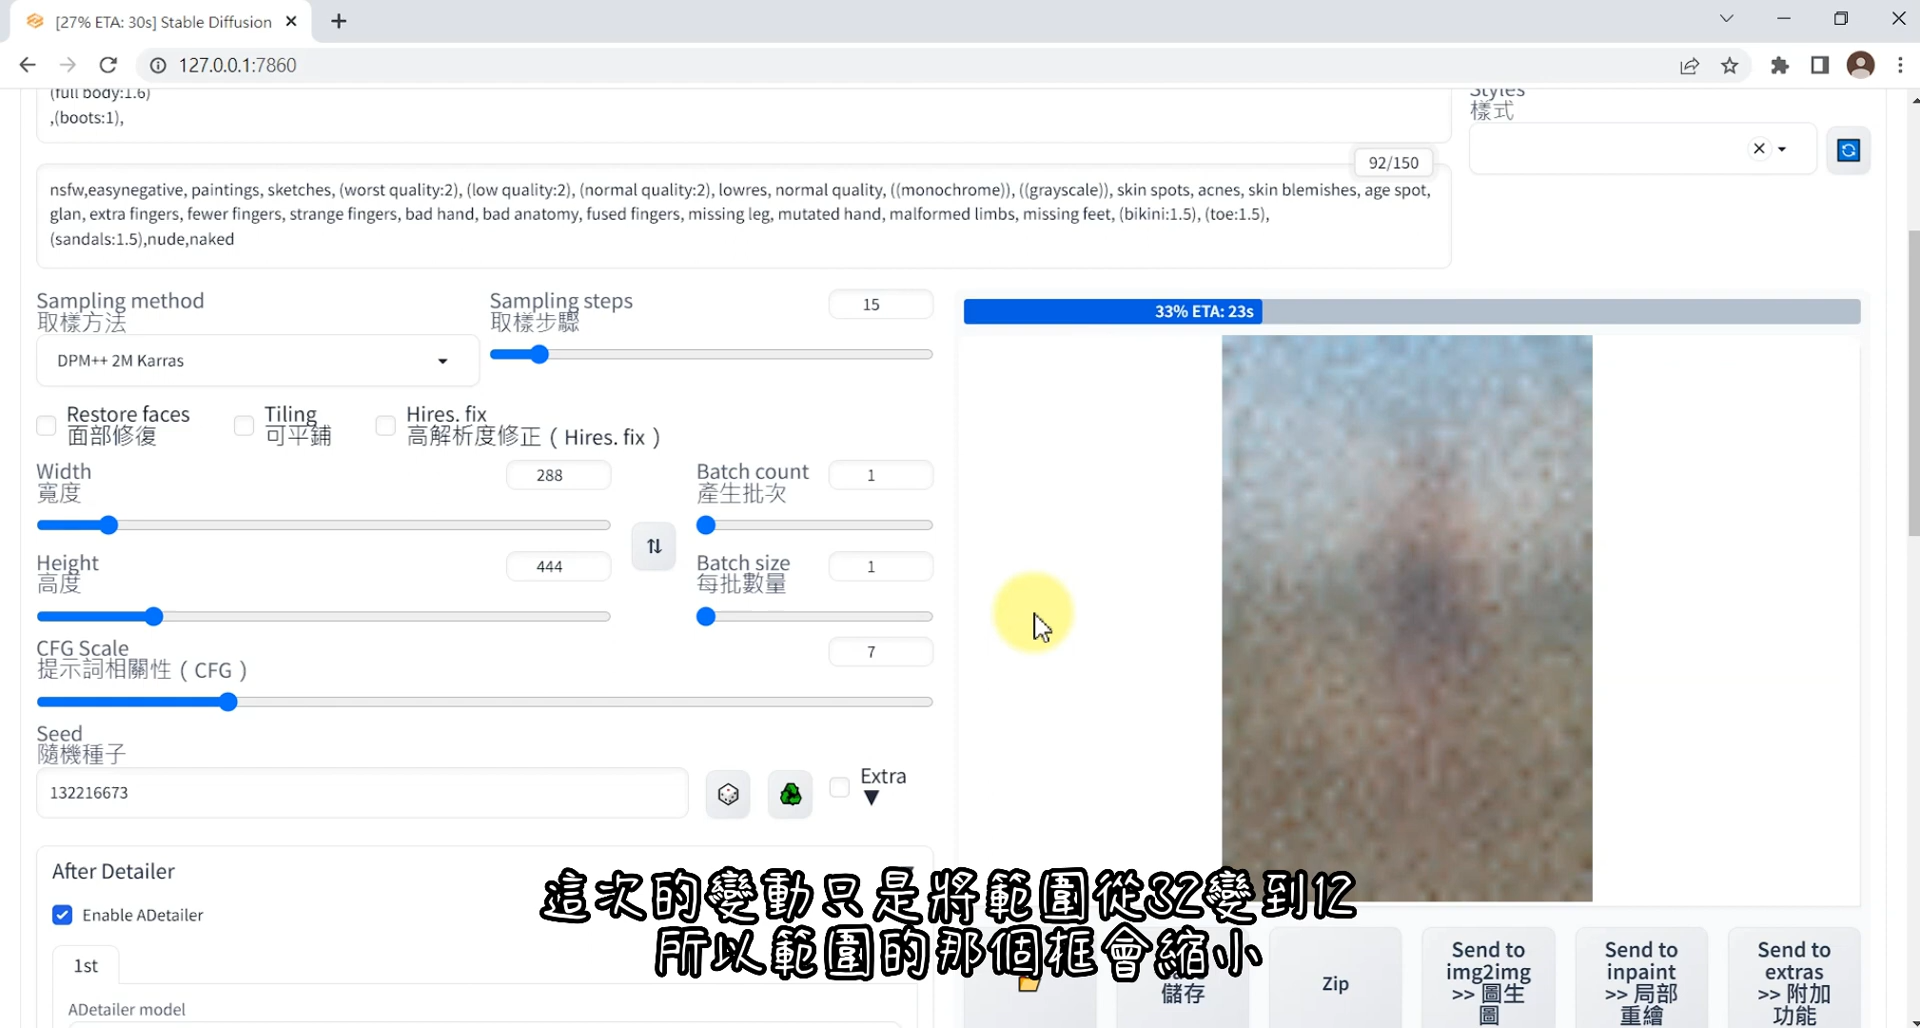 [27% ETA: 30s] Stable Diffusion
127.0.0.1:7860
(full body:1.6)
,(boots:1),
Styles
樣式
92/150
nsfw,easynegative, paintings, sketches, (worst quality:2), (low quality:2), (normal quality:2), lowres, normal quality, ((monochrome)), ((grayscale)), skin spots, acnes, skin blemishes, age spot,
glan, extra fingers, fewer fingers, strange fingers, bad hand, bad anatomy, fused fingers, missing leg, mutated hand, malformed limbs, missing feet, (bikini:1.5), (toe:1.5),
(sandals:1.5),nude,naked
Sampling method
取樣方法
DPM++ 2M Karras
Sampling steps
取樣步驟
15
33% ETA: 23s
Restore faces
面部修復
Tiling
可平鋪
Hires. fix
高解析度修正 ( Hires. fix )
Width
寬度
288
Batch count
產生批次
1
Height
高度
444
Batch size
每批數量
1
CFG Scale
提示詞相關性 ( CFG )
7
Seed
隨機種子
132216673
Extra
After Detailer
Enable ADetailer
1st
ADetailer model
這次的變動只是將範圍從32變到12
所以範圍的那個框會縮小
儲存
Zip
Send to
img2img
>> 圖生
圖
Send to
inpaint
>> 局部
重繪
Send to
extras
>> 附加
功能